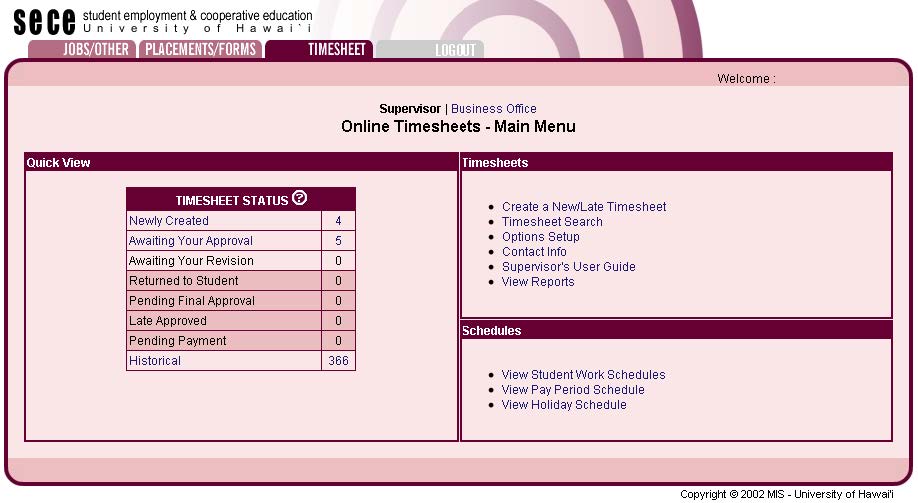 sece student employment & cooperative education
University of Hawai`i
JOBS/OTHER PLACEMENTS/FORMS TIMESHEET LOGOUT
Welcome :
Supervisor | Business Office
Online Timesheets - Main Menu
Quick View
TIMESHEET STATUS ?
Newly Created 4
Awaiting Your Approval 5
Awaiting Your Revision 0
Returned to Student 0
Pending Final Approval 0
Late Approved 0
Pending Payment 0
Historical 366
Timesheets
• Create a New/Late Timesheet
• Timesheet Search
• Options Setup
• Contact Info
• Supervisor's User Guide
• View Reports
Schedules
• View Student Work Schedules
• View Pay Period Schedule
• View Holiday Schedule
Copyright © 2002 MIS - University of Hawai'i